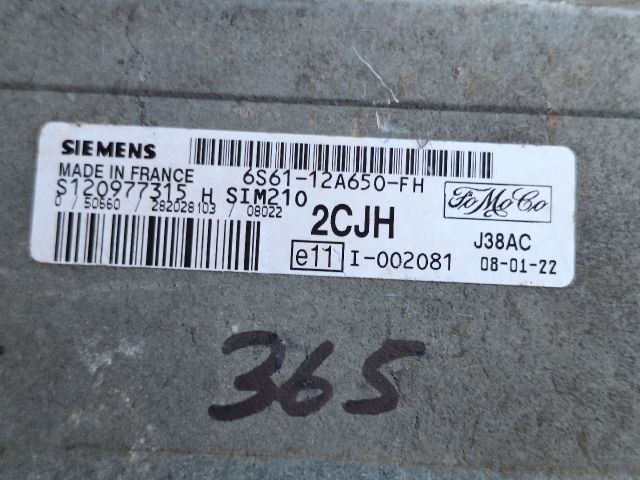 SIEMENS
MADE IN FRANCE
6S61-12A650-FH
S120977315 H SIM210
0 / 50660 / 282028103 / 08022
2CJH
FoMoCo
J38AC
e11 I-002081
08-01-22
365